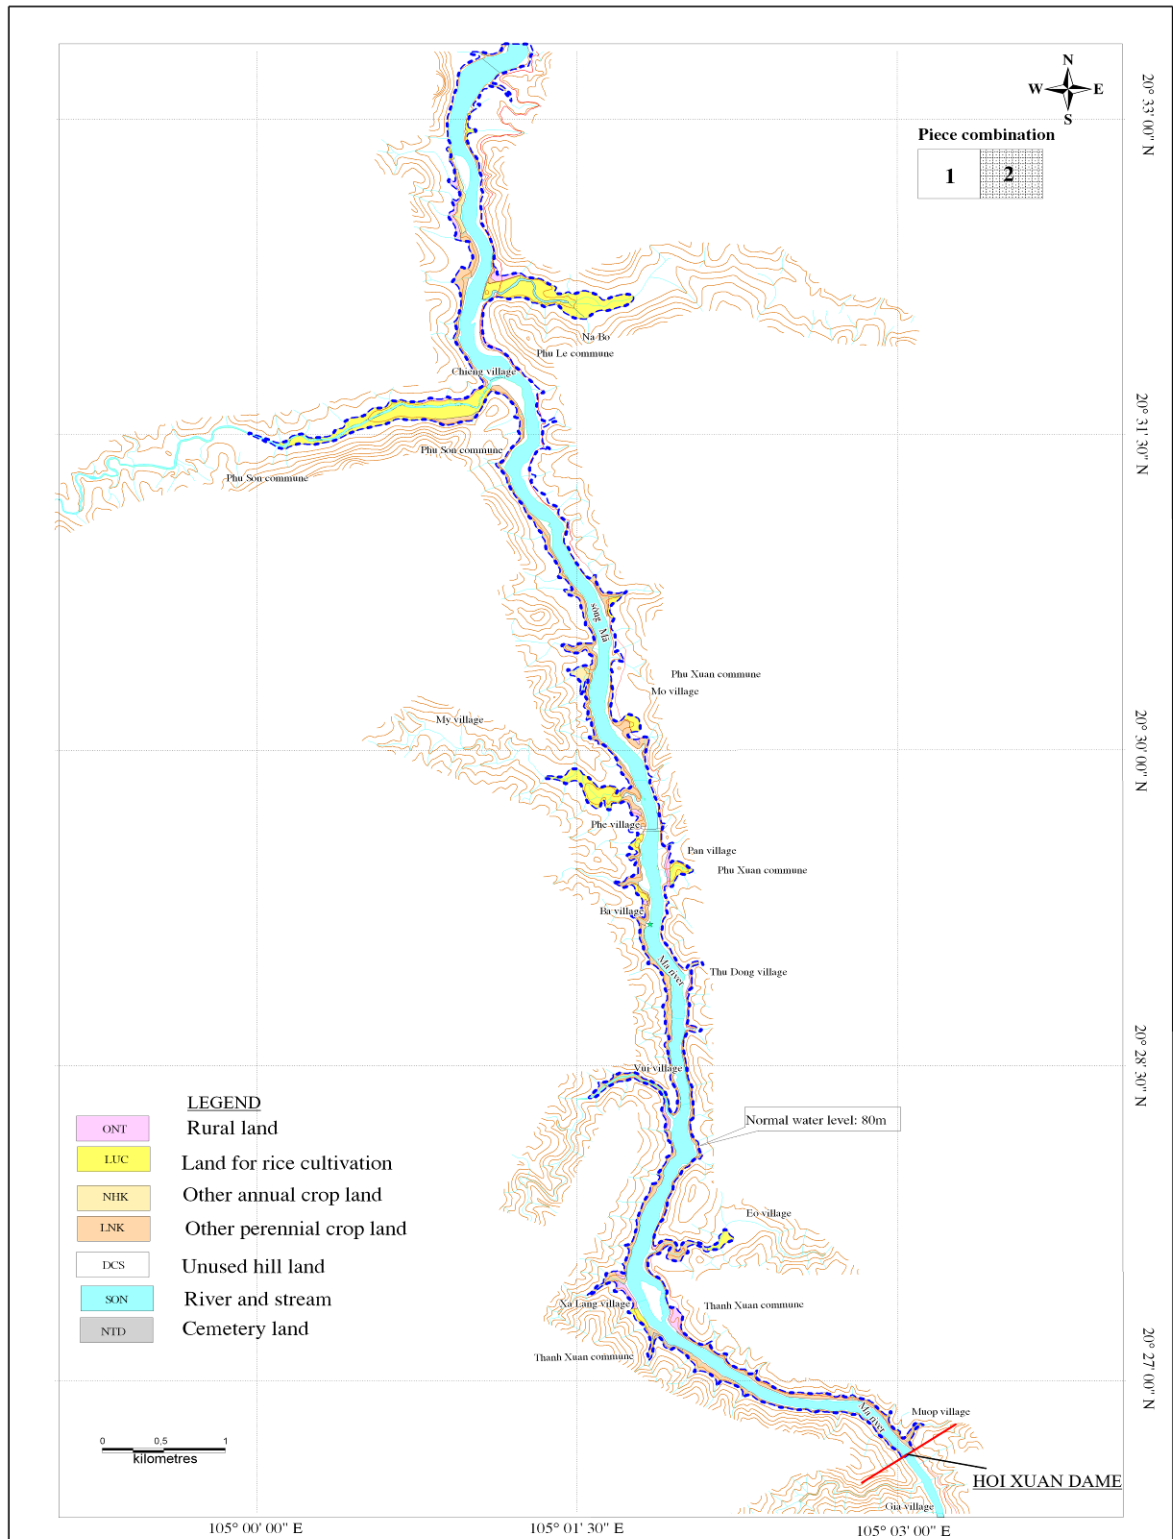 N
W E
S
20° 33' 00" N
Piece combination
1 2
Na Bo
Phu Le commune
Chieng village
20° 31' 30" N
Phu Son commune
Phu Son commune
sông Mã
Phu Xuan commune
Mo village
My village
20° 30' 00" N
Phe village
Pan village
Phu Xuan commune
Ba village
Ma rivet
Thu Dong village
20° 28' 30" N
Vui village
Normal water level: 80m
LEGEND
ONT Rural land
LUC Land for rice cultivation
NHK Other annual crop land
LNK Other perennial crop land
DCS Unused hill land
SON River and stream
NTD Cemetery land
Eo village
Xa Lang village
Thanh Xuan commune
Thanh Xuan commune
20° 27' 00" N
Ma rivet
Muop village
0 0,5 1
kilometres
HOI XUAN DAME
Gia village
105° 00' 00" E 105° 01' 30" E 105° 03' 00" E